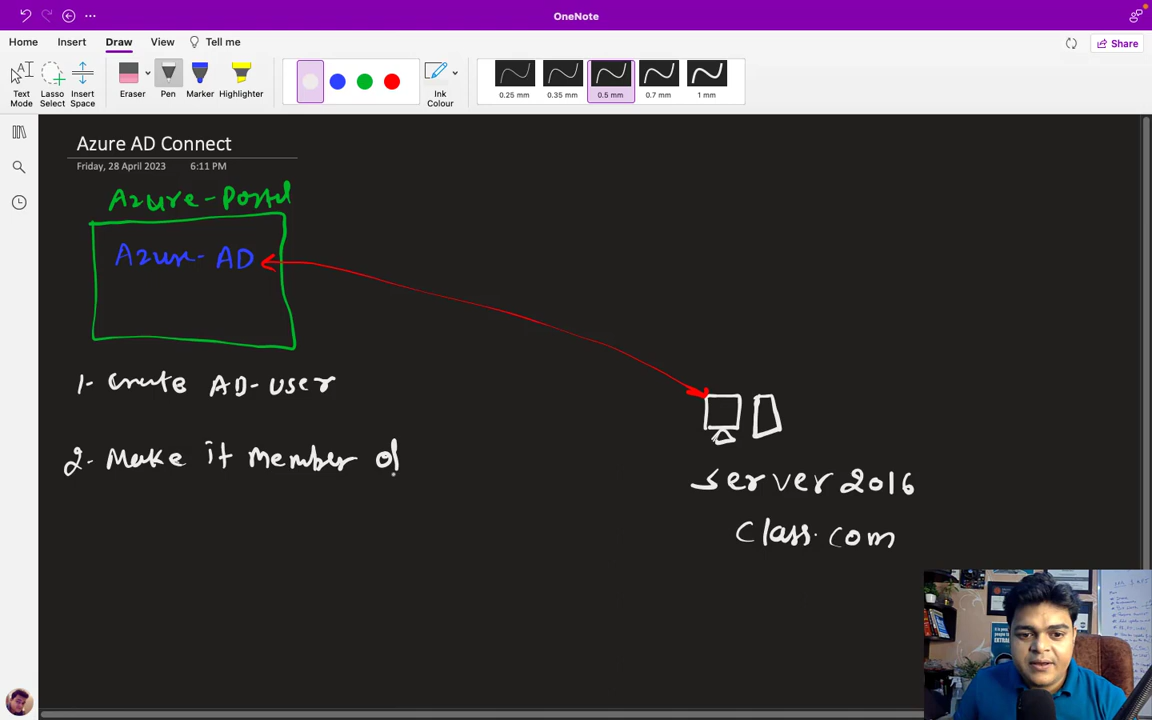 OneNote
Home Insert Draw View Tell me
Share
Text Mode
Lasso Select
Insert Space
Eraser
Pen
Marker
Highlighter
Ink Colour
0.25 mm
0.35 mm
0.5 mm
0.7 mm
1 mm
Azure AD Connect
Friday, 28 April 2023 6:11 PM
Azure-Portal
Azure-AD
1- Create AD-user
2- Make it member of
Server 2016
Class.com